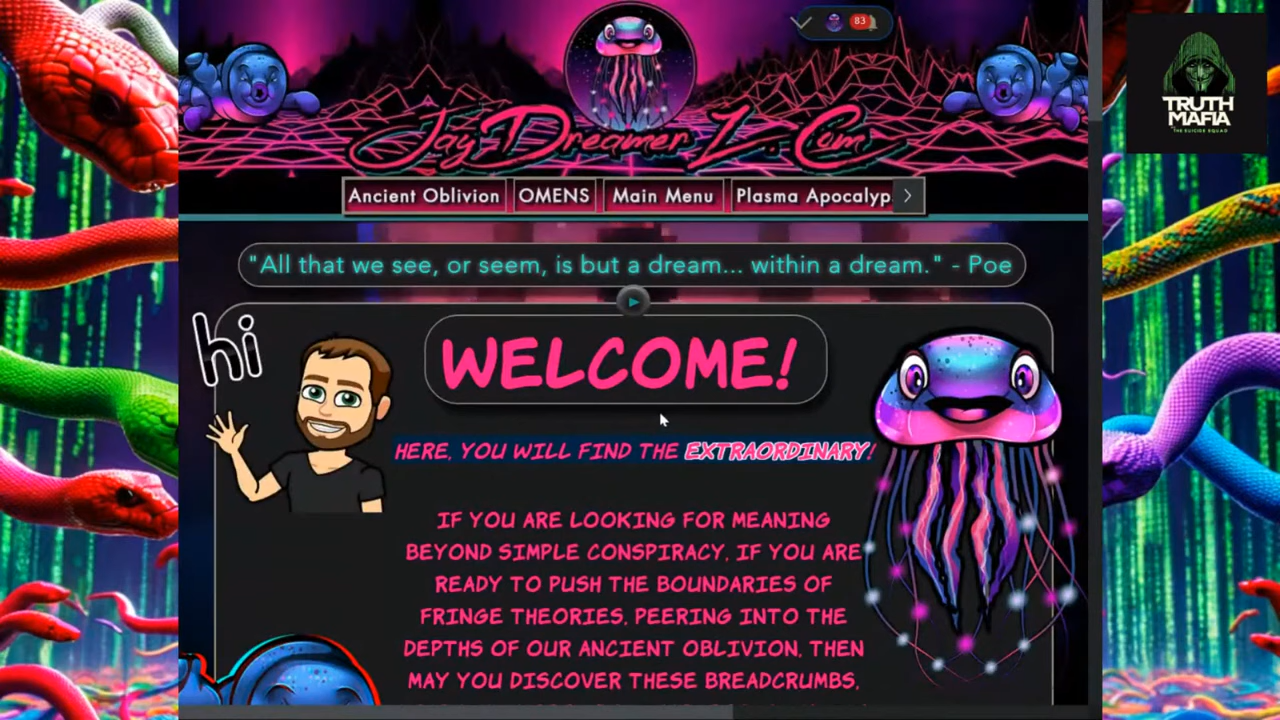 83
TRUTH
MAFIA
THE EUICIDE SQUAD
JayDreamerZ.Com
Ancient Oblivion
OMENS
Main Menu
Plasma Apocalyp
"All that we see, or seem, is but a dream... within a dream." - Poe
hi
WELCOME!
HERE, YOU WILL FIND THE EXTRAORDINARY!
IF YOU ARE LOOKING FOR MEANING
BEYOND SIMPLE CONSPIRACY, IF YOU ARE
READY TO PUSH THE BOUNDARIES OF
FRINGE THEORIES, PEERING INTO THE
DEPTHS OF OUR ANCIENT OBLIVION, THEN
MAY YOU DISCOVER THESE BREADCRUMBS,